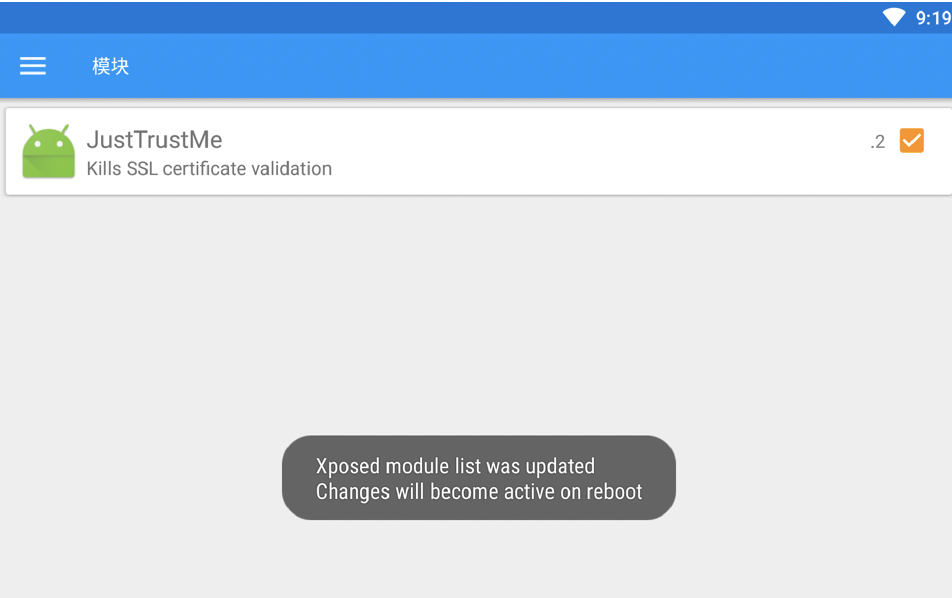 9:19
模块
JustTrustMe
.2
Kills SSL certificate validation
Xposed module list was updated
Changes will become active on reboot